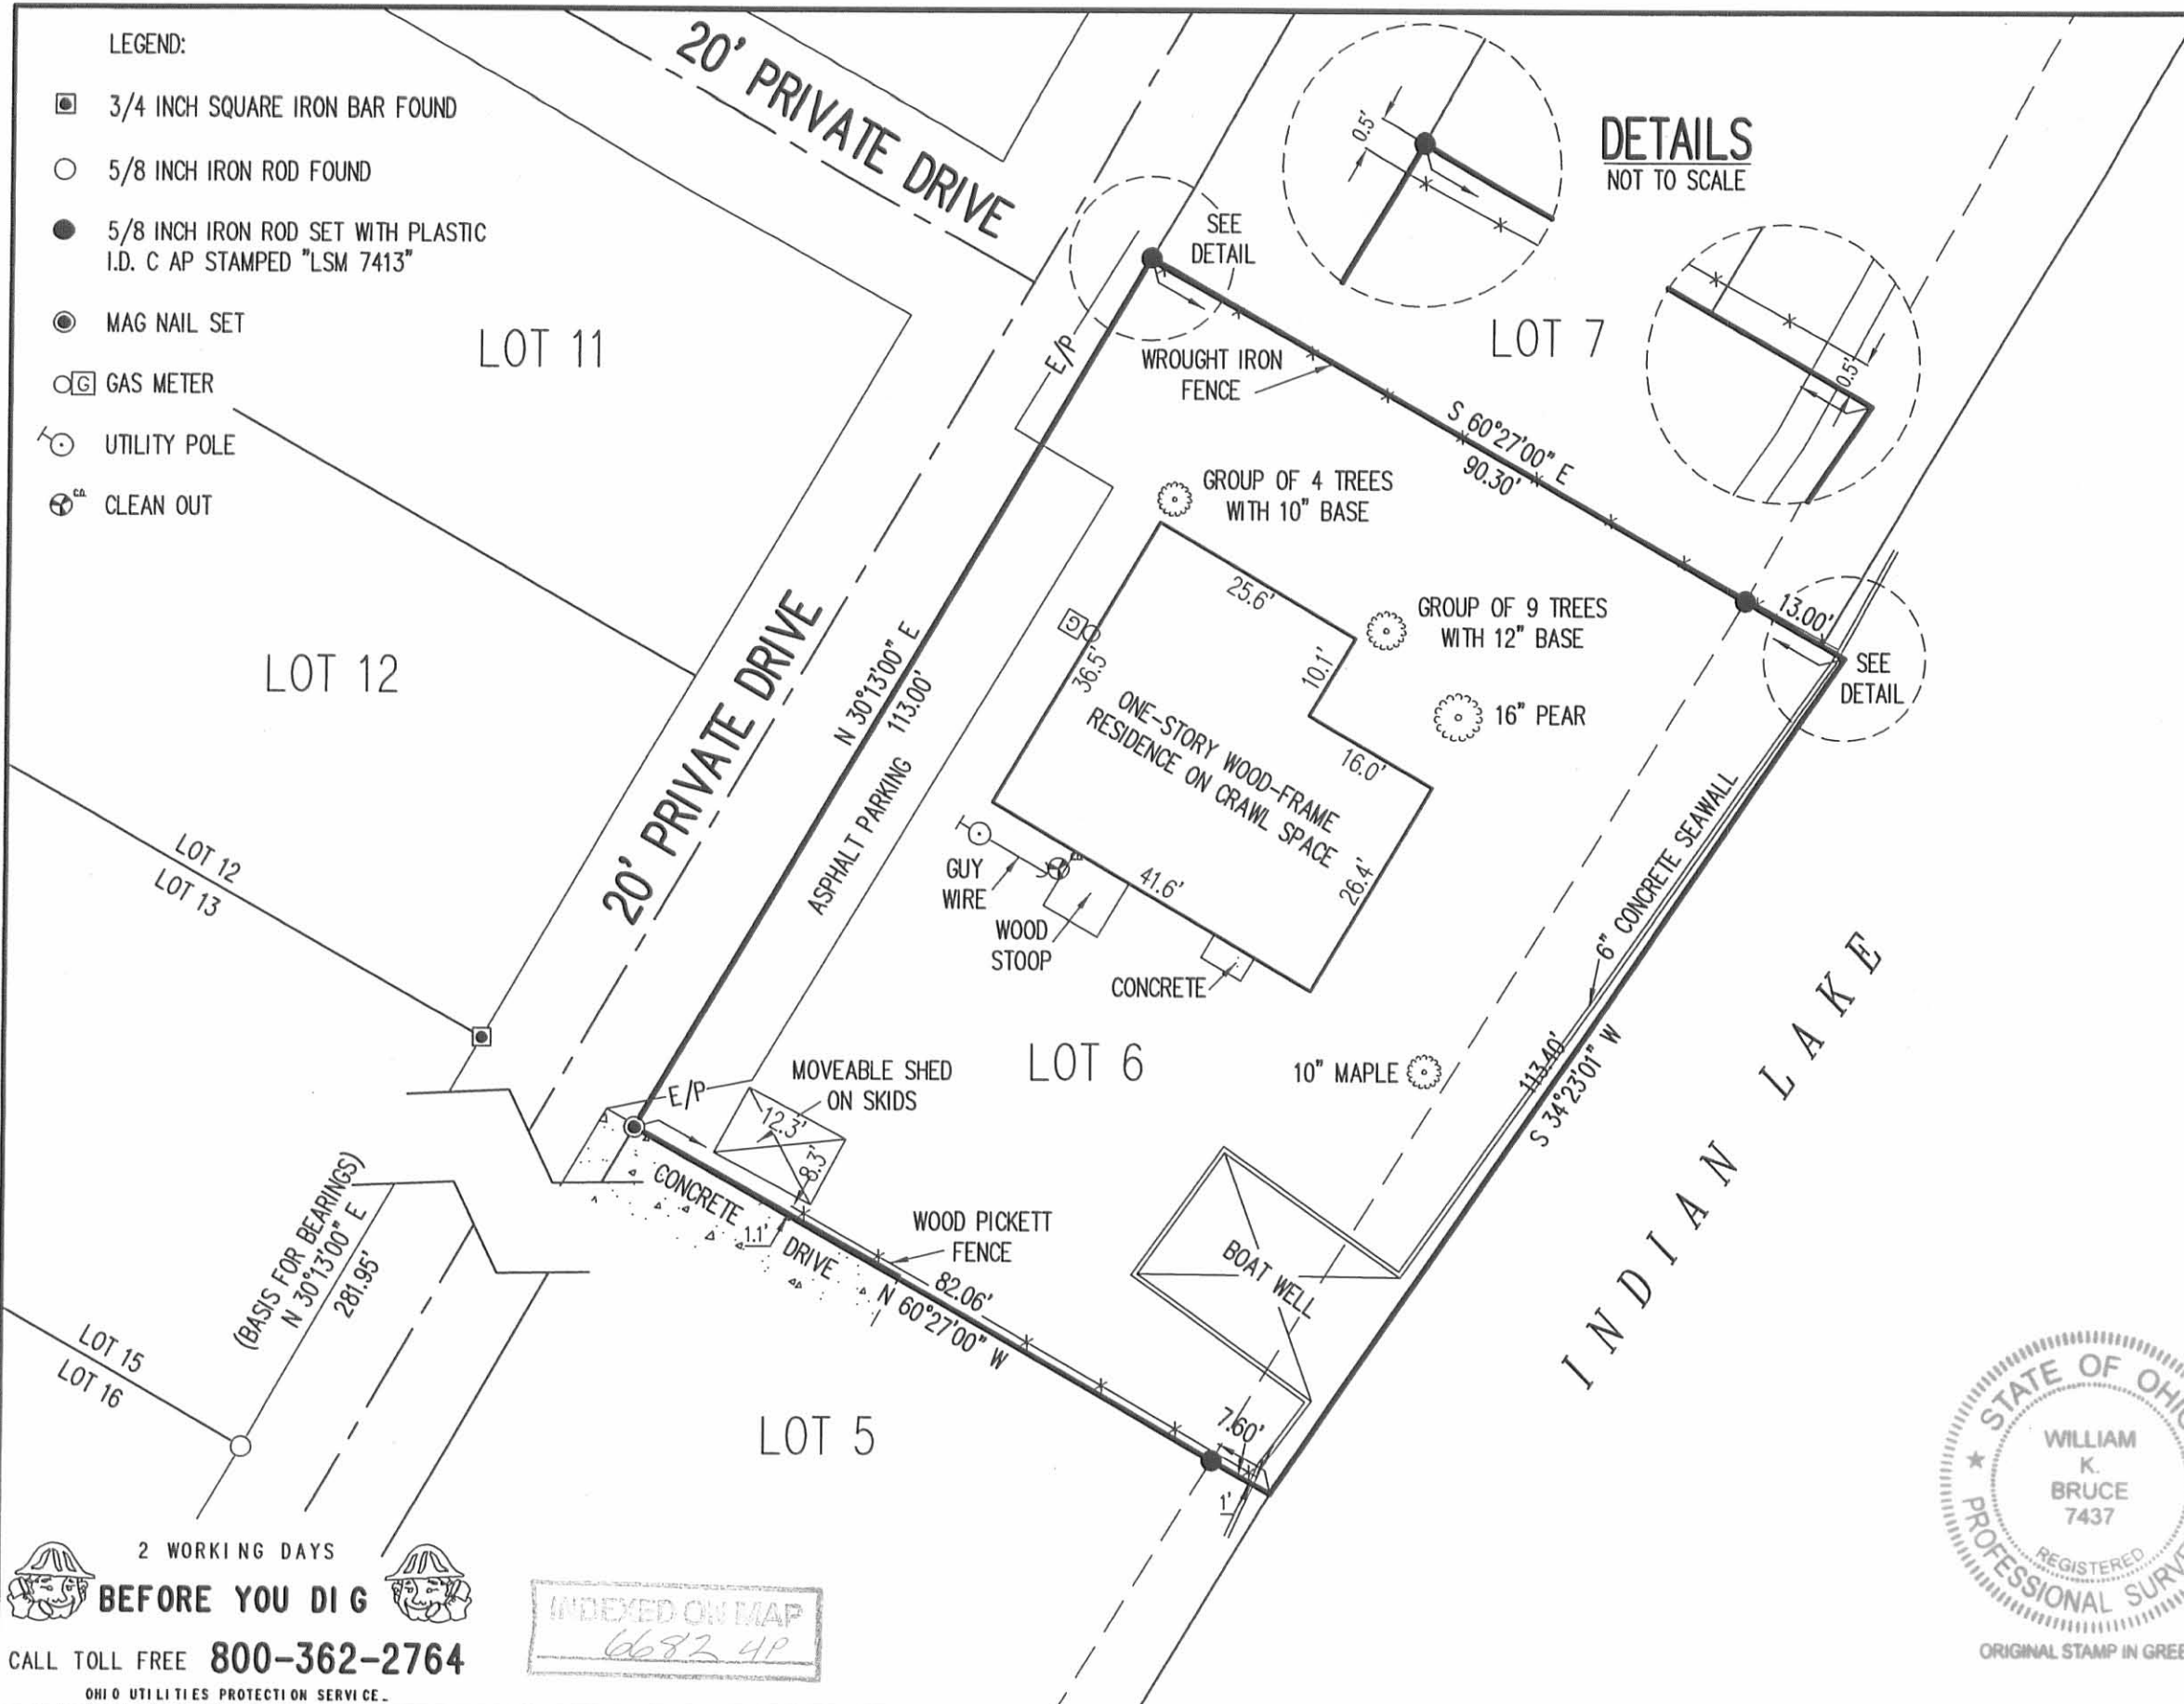 LEGEND:
3/4 INCH SQUARE IRON BAR FOUND
5/8 INCH IRON ROD FOUND
5/8 INCH IRON ROD SET WITH PLASTIC
I.D. C AP STAMPED "LSM 7413"
MAG NAIL SET
G GAS METER
UTILITY POLE
C.O. CLEAN OUT
20' PRIVATE DRIVE
DETAILS
NOT TO SCALE
0.5'
0.5'
SEE
DETAIL
LOT 7
LOT 11
E/P
WROUGHT IRON
FENCE
S 60°27'00" E
90.30'
GROUP OF 4 TREES
WITH 10" BASE
GROUP OF 9 TREES
WITH 12" BASE
13.00'
SEE
DETAIL
16" PEAR
LOT 12
20' PRIVATE DRIVE
N 30°13'00" E
113.00'
ASPHALT PARKING
G
25.6'
10.1'
36.5'
16.0'
ONE-STORY WOOD-FRAME
RESIDENCE ON CRAWL SPACE
26.4'
41.6'
GUY
WIRE
WOOD
STOOP
CONCRETE
6" CONCRETE SEAWALL
LOT 12
LOT 13
LOT 6
10" MAPLE
113.40'
S 34°23'01" W
INDIAN LAKE
MOVEABLE SHED
ON SKIDS
E/P
12.3'
8.3'
CONCRETE
DRIVE
1.1'
WOOD PICKETT
FENCE
82.06'
N 60°27'00" W
BOAT WELL
7.60'
1'
(BASIS FOR BEARINGS)
N 30°13'00" E
281.95'
LOT 15
LOT 16
LOT 5
2 WORKING DAYS
BEFORE YOU DIG
CALL TOLL FREE 800-362-2764
OHIO UTILITIES PROTECTION SERVICE.
INDEXED ON MAP
6682 4P
STATE OF OHIO
WILLIAM
K.
BRUCE
7437
REGISTERED
PROFESSIONAL
ORIGINAL STAMP IN